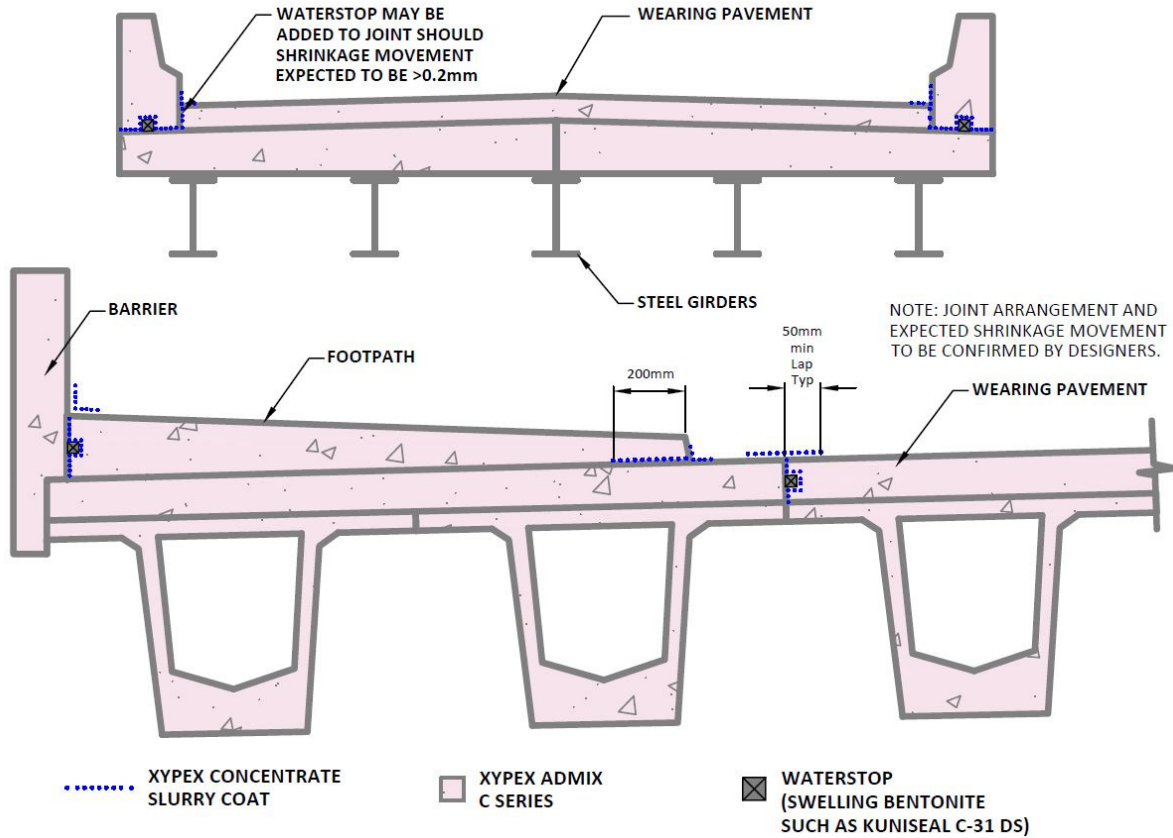 WATERSTOP MAY BE
ADDED TO JOINT SHOULD
SHRINKAGE MOVEMENT
EXPECTED TO BE >0.2mm
WEARING PAVEMENT
STEEL GIRDERS
BARRIER
FOOTPATH
200mm
50mm
min
Lap
Typ
NOTE: JOINT ARRANGEMENT AND
EXPECTED SHRINKAGE MOVEMENT
TO BE CONFIRMED BY DESIGNERS.
WEARING PAVEMENT
XYPEX CONCENTRATE
SLURRY COAT
XYPEX ADMIX
C SERIES
WATERSTOP
(SWELLING BENTONITE
SUCH AS KUNISEAL C-31 DS)